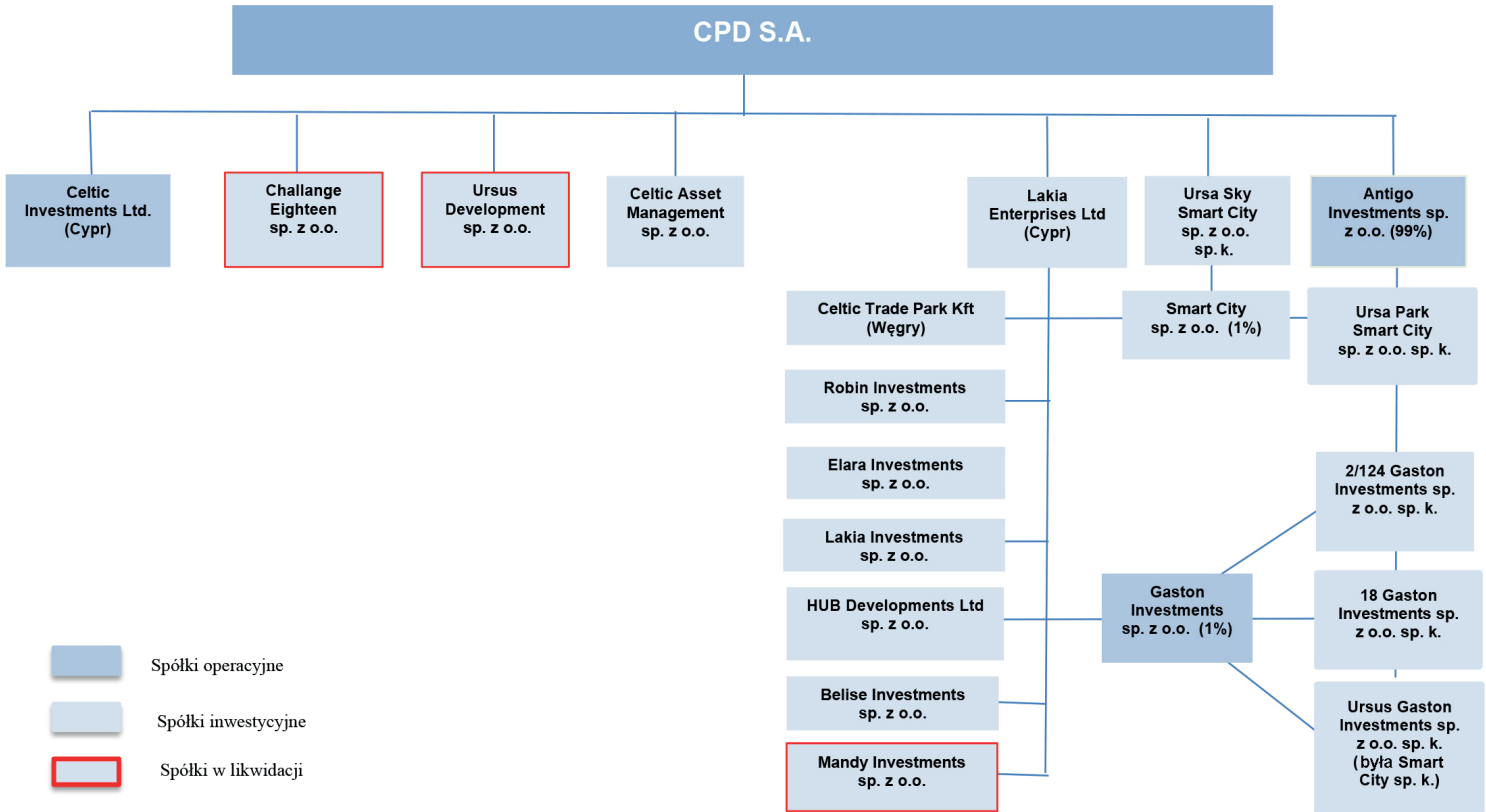 CPD S.A.
Celtic
Investments Ltd.
(Cypr)
Challange
Eighteen
sp. z o.o.
Ursus
Development
sp. z o.o.
Celtic Asset
Management
sp. z o.o.
Lakia
Enterprises Ltd
(Cypr)
Ursa Sky
Smart City
sp. z o.o.
sp. k.
Antigo
Investments sp.
z o.o. (99%)
Celtic Trade Park Kft
(Węgry)
Smart City
sp. z o.o. (1%)
Ursa Park
Smart City
sp. z o.o. sp. k.
Robin Investments
sp. z o.o.
Elara Investments
sp. z o.o.
2/124 Gaston
Investments sp.
z o.o. sp. k.
Lakia Investments
sp. z o.o.
HUB Developments Ltd
sp. z o.o.
Gaston
Investments
sp. z o.o. (1%)
18 Gaston
Investments sp.
z o.o. sp. k.
Belise Investments
sp. z o.o.
Ursus Gaston
Investments sp.
z o.o. sp. k.
(była Smart
City sp. k.)
Mandy Investments
sp. z o.o.
Spółki operacyjne
Spółki inwestycyjne
Spółki w likwidacji